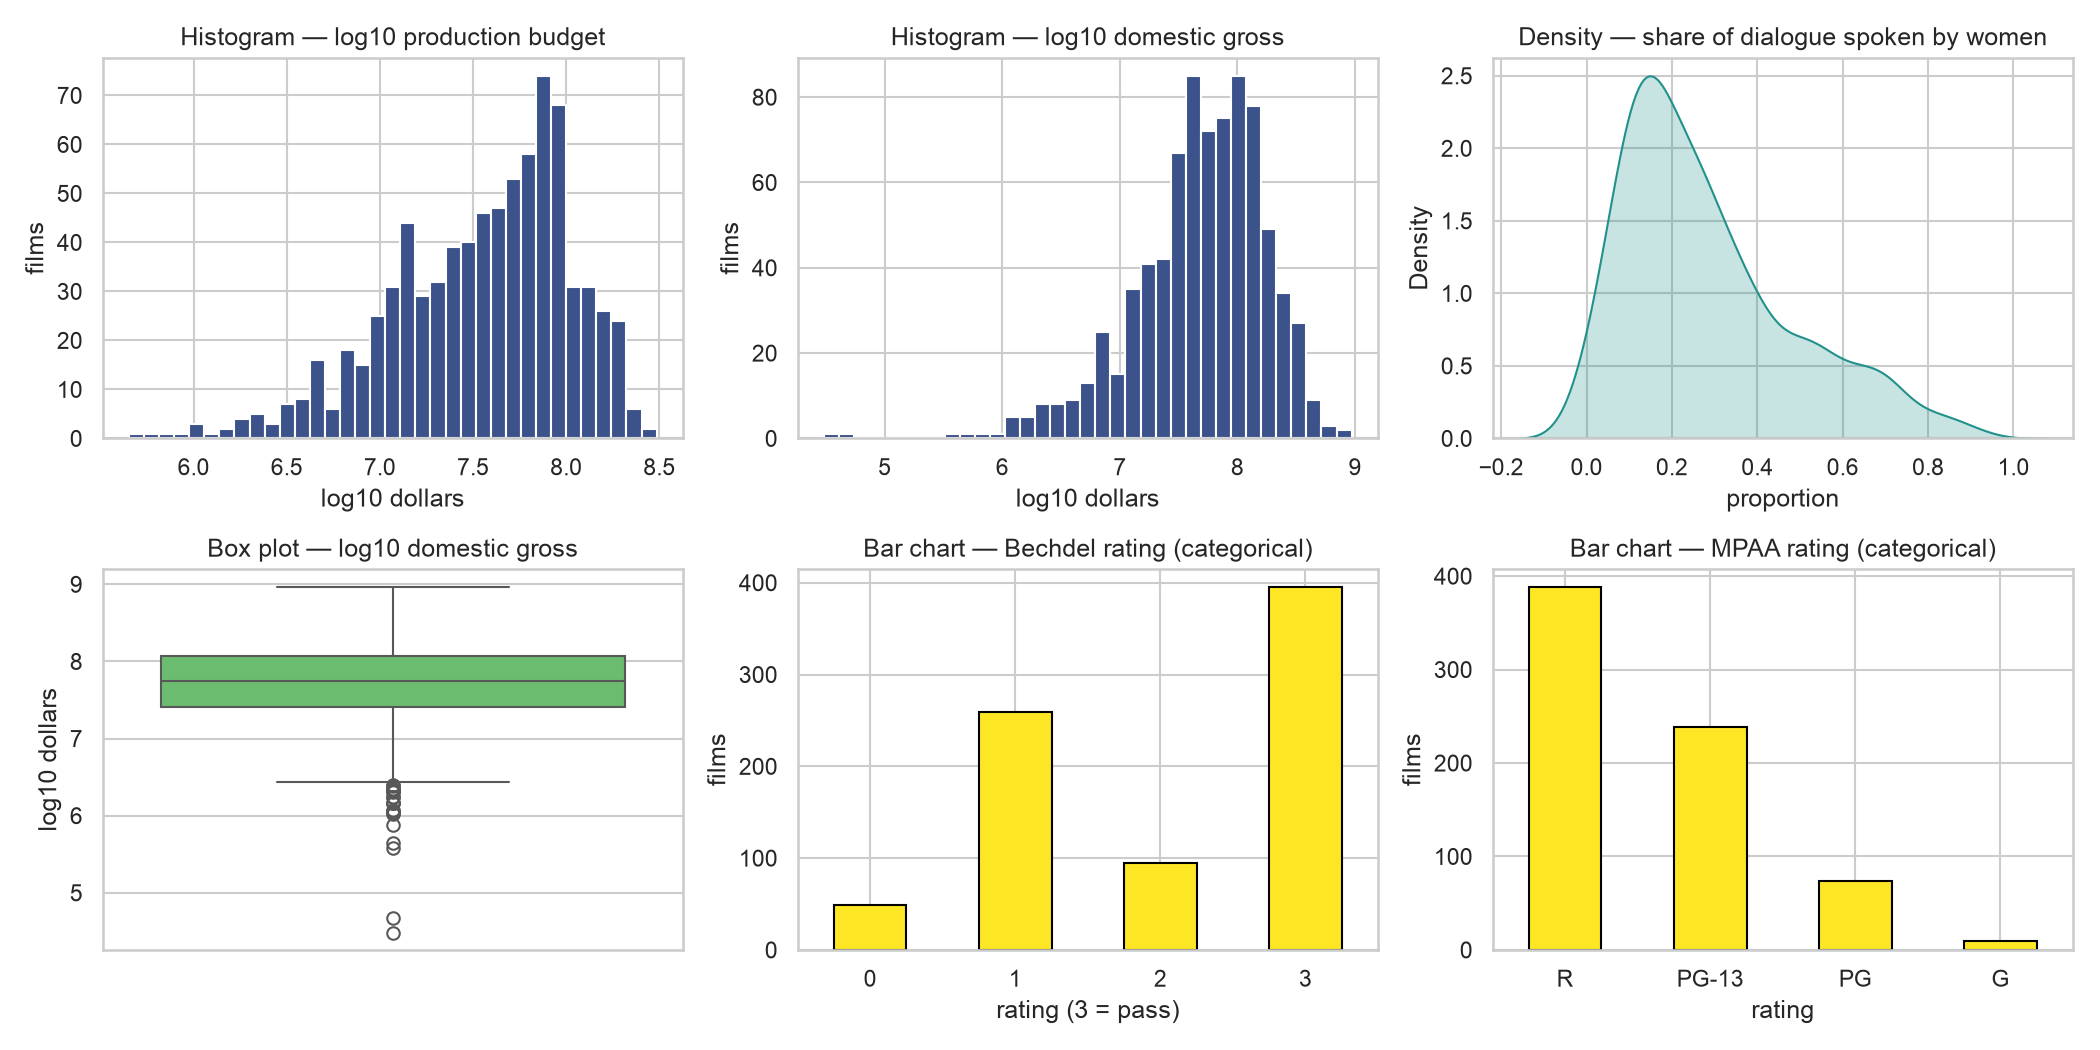 Histogram — log10 production budget
films
70
60
50
40
30
20
10
0
6.0 6.5 7.0 7.5 8.0 8.5
log10 dollars
Histogram — log10 domestic gross
films
80
60
40
20
0
5 6 7 8 9
log10 dollars
Density — share of dialogue spoken by women
Density
2.5
2.0
1.5
1.0
0.5
0.0
−0.2 0.0 0.2 0.4 0.6 0.8 1.0
proportion
Box plot — log10 domestic gross
log10 dollars
9
8
7
6
5
Bar chart — Bechdel rating (categorical)
films
400
300
200
100
0
0 1 2 3
rating (3 = pass)
Bar chart — MPAA rating (categorical)
films
400
300
200
100
0
R PG-13 PG G
rating